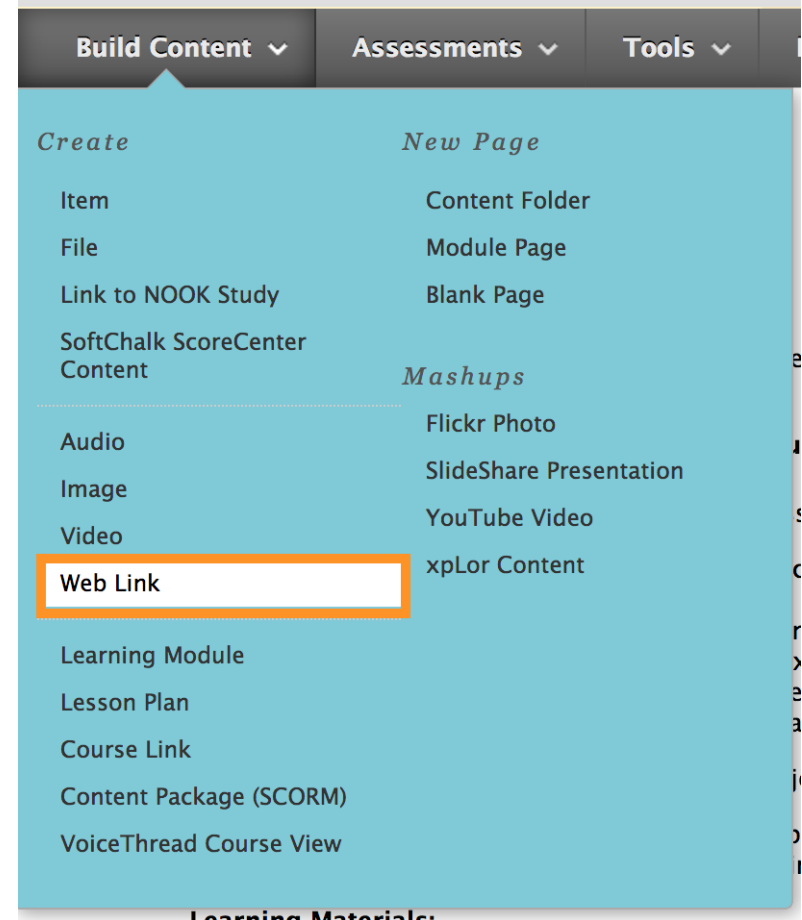 Build Content
Assessments
Tools
Create
Item
File
Link to NOOK Study
SoftChalk ScoreCenter
Content
Audio
Image
Video
Web Link
Learning Module
Lesson Plan
Course Link
Content Package (SCORM)
VoiceThread Course View
New Page
Content Folder
Module Page
Blank Page
Mashups
Flickr Photo
SlideShare Presentation
YouTube Video
xpLor Content
Learning Materials: